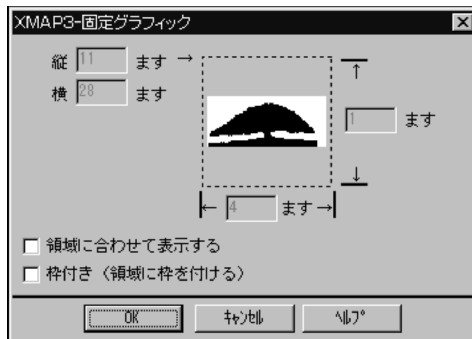 XMAP3-固定グラフィック
縦 11 ます →
横 28 ます
↑
1 ます
↓
← 4 ます→
領域に合わせて表示する
枠付き（領域に枠を付ける）
OK ｷｬﾝｾﾙ ﾍﾙﾌﾟ